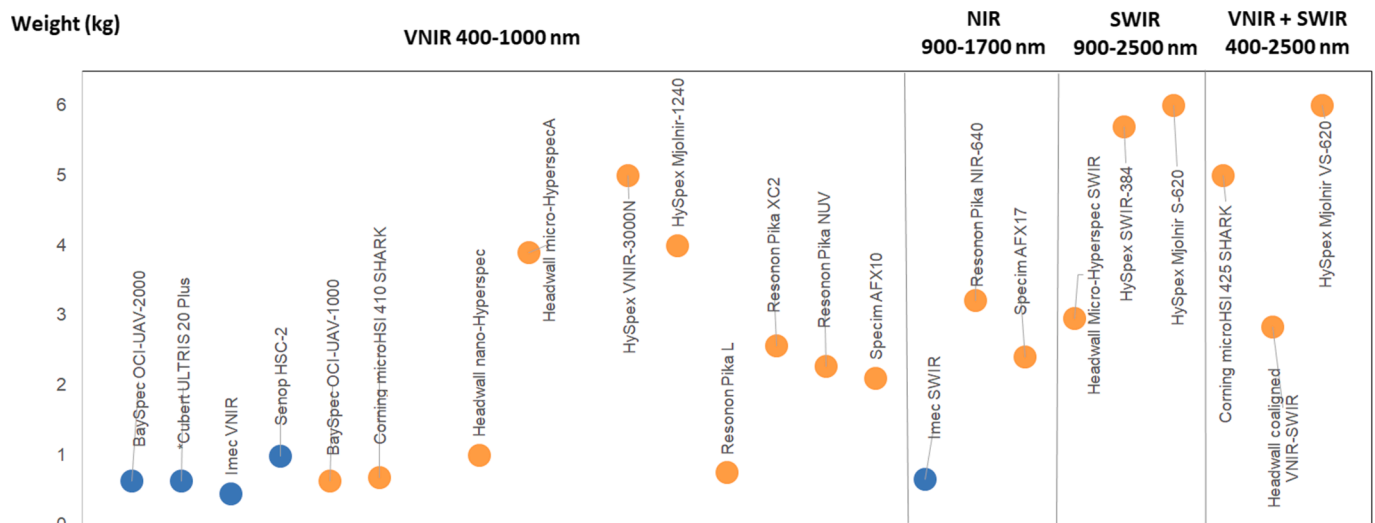 Weight (kg)
VNIR 400-1000 nm
NIR
900-1700 nm
SWIR
900-2500 nm
VNIR + SWIR
400-2500 nm
6
5
4
3
2
1
0
BaySpec OCI-UAV-2000
*Cubert ULTRIS 20 Plus
Imec VNIR
Senop HSC-2
BaySpec OCI-UAV-1000
Corning microHSI 410 SHARK
Headwall nano-Hyperspec
Headwall micro-HyperspecA
HySpex VNIR-3000N
HySpex Mjolnir-1240
Resonon Pika L
Resonon Pika XC2
Resonon Pika NUV
Specim AFX10
Imec SWIR
Resonon Pika NIR-640
Specim AFX17
Headwall Micro-Hyperspec SWIR
HySpex SWIR-384
HySpex Mjolnir S-620
Corning microHSI 425 SHARK
Headwall coaligned
VNIR-SWIR
HySpex Mjolnir VS-620